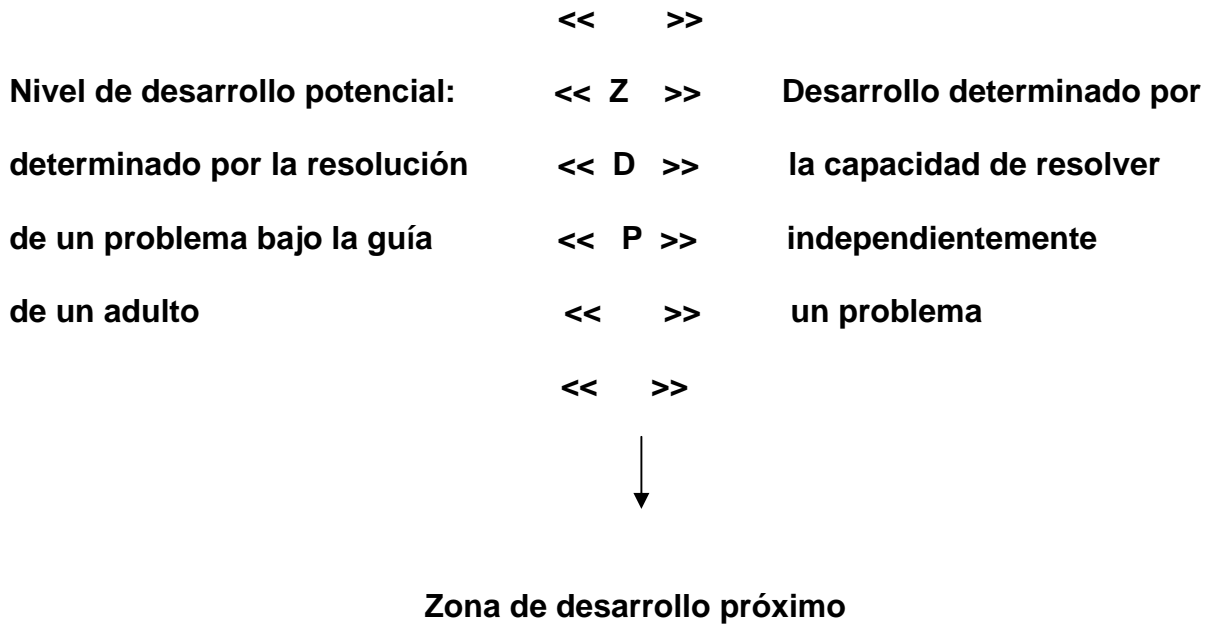 << >>
Nivel de desarrollo potencial: << Z >> Desarrollo determinado por
determinado por la resolución << D >> la capacidad de resolver
de un problema bajo la guía << P >> independientemente
de un adulto << >> un problema
<< >>
Zona de desarrollo próximo